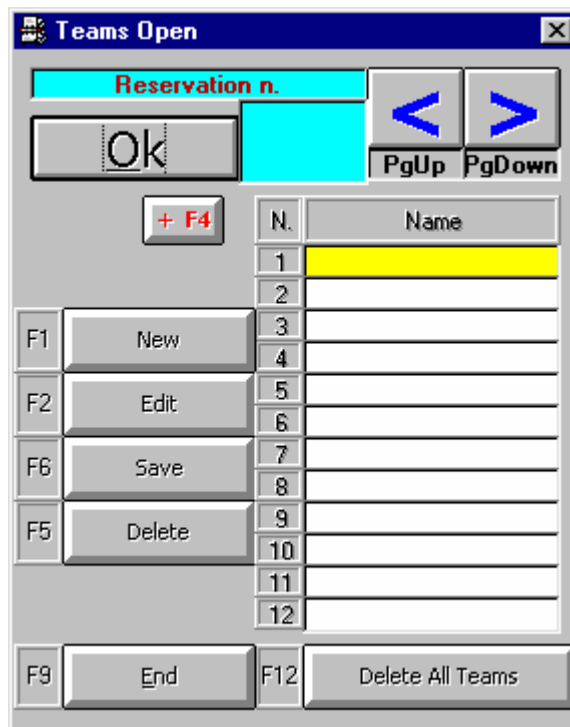 Teams Open
Reservation n.
Ok
< >
PgUp PgDown
+ F4
N. Name
1
2
3
4
5
6
7
8
9
10
11
12
F1 New
F2 Edit
F6 Save
F5 Delete
F9 End
F12 Delete All Teams